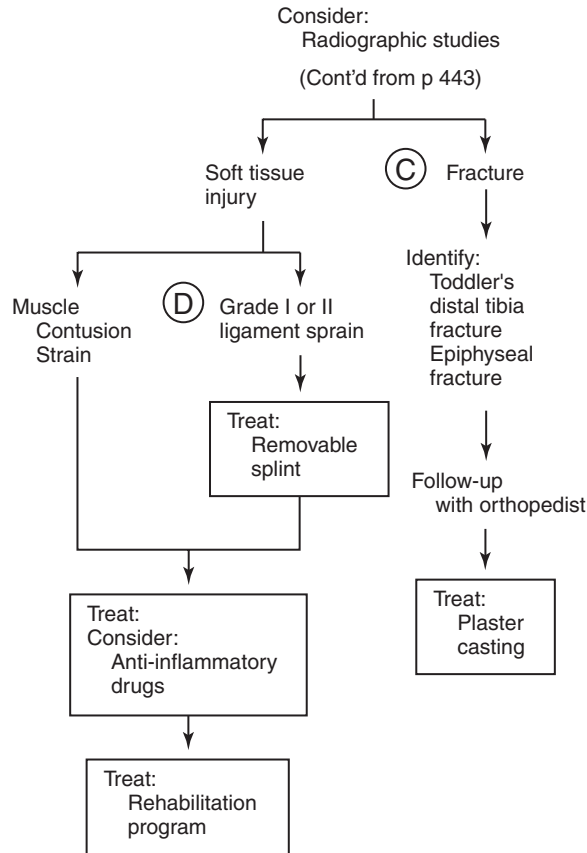 Consider:
Radiographic studies
(Cont'd from p 443)
Soft tissue
injury
C
Fracture
Muscle
Contusion
Strain
D
Grade I or II
ligament sprain
Identify:
Toddler's
distal tibia
fracture
Epiphyseal
fracture
Treat:
Removable
splint
Follow-up
with orthopedist
Treat:
Consider:
Anti-inflammatory
drugs
Treat:
Plaster
casting
Treat:
Rehabilitation
program